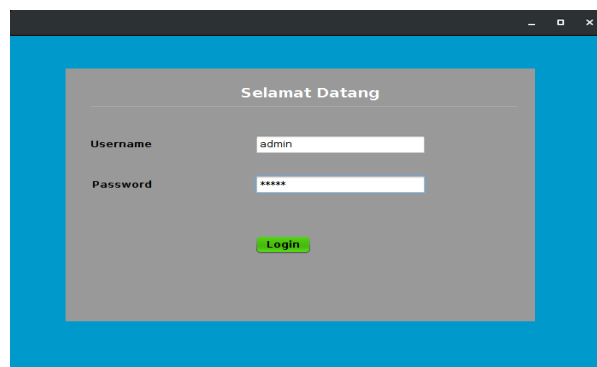 Selamat Datang
Username admin
Password *****
Login